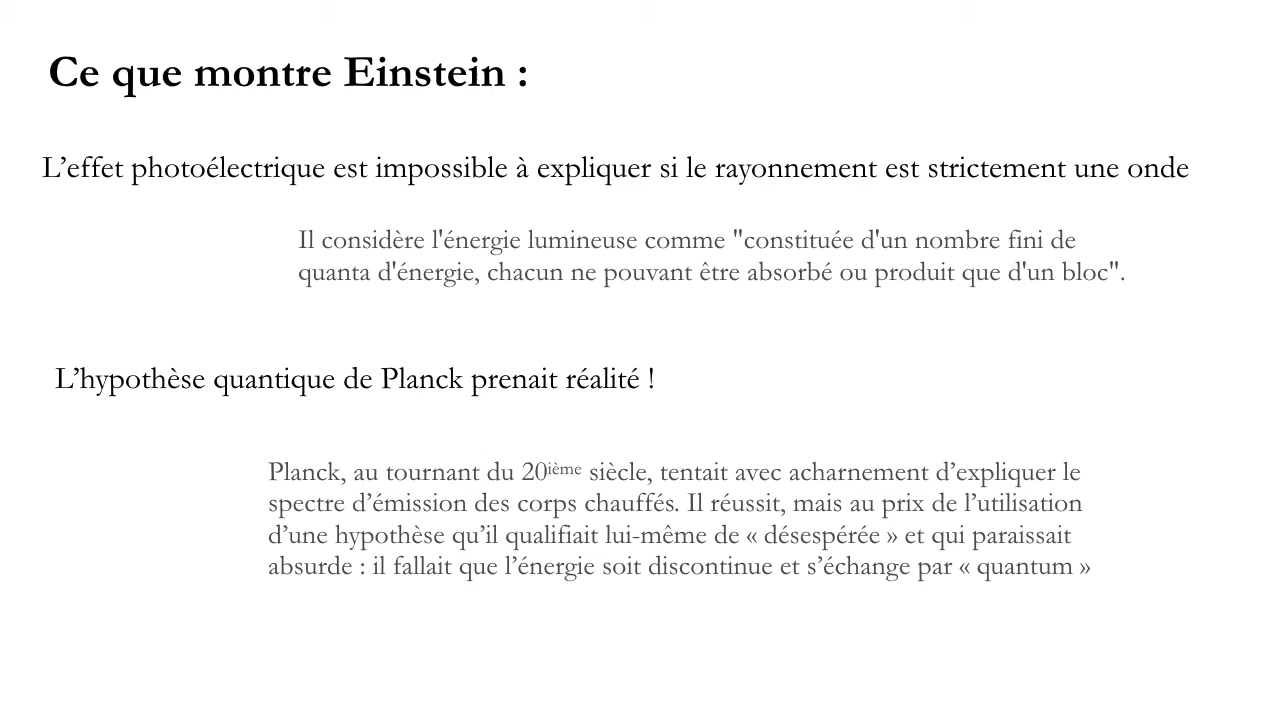 Ce que montre Einstein :
L’effet photoélectrique est impossible à expliquer si le rayonnement est strictement une onde
Il considère l'énergie lumineuse comme "constituée d'un nombre fini de
quanta d'énergie, chacun ne pouvant être absorbé ou produit que d'un bloc".
L’hypothèse quantique de Planck prenait réalité !
Planck, au tournant du 20ième siècle, tentait avec acharnement d’expliquer le
spectre d’émission des corps chauffés. Il réussit, mais au prix de l’utilisation
d’une hypothèse qu’il qualifiait lui-même de « désespérée » et qui paraissait
absurde : il fallait que l’énergie soit discontinue et s’échange par « quantum »